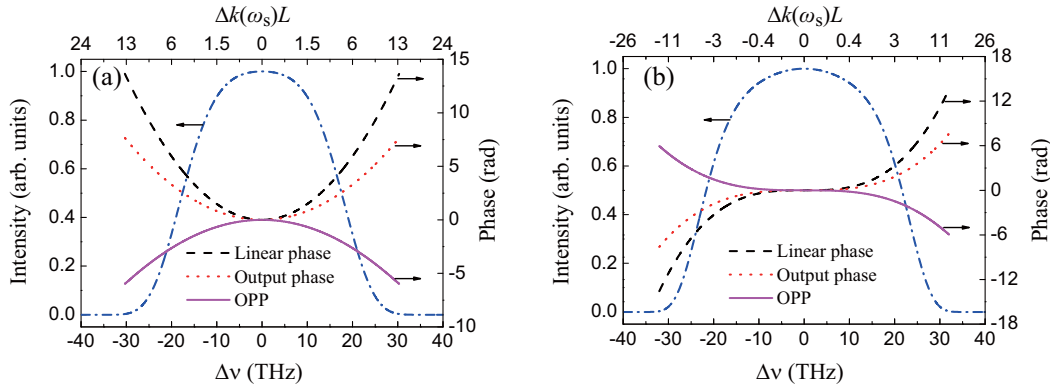 Δk(ωs)L
24 13 6 1.5 0 1.5 6 13 24
(a)
Intensity (arb. units)
1.0
0.8
0.6
0.4
0.2
0.0
15
10
5
0
-5
-10
Phase (rad)
Linear phase
Output phase
OPP
-40 -30 -20 -10 0 10 20 30 40
Δν (THz)
Δk(ωs)L
-26 -11 -3 -0.4 0 0.4 3 11 26
(b)
Intensity (arb. units)
1.0
0.8
0.6
0.4
0.2
0.0
18
12
6
0
-6
-12
-18
Phase (rad)
Linear phase
Output phase
OPP
-40 -30 -20 -10 0 10 20 30 40
Δν (THz)